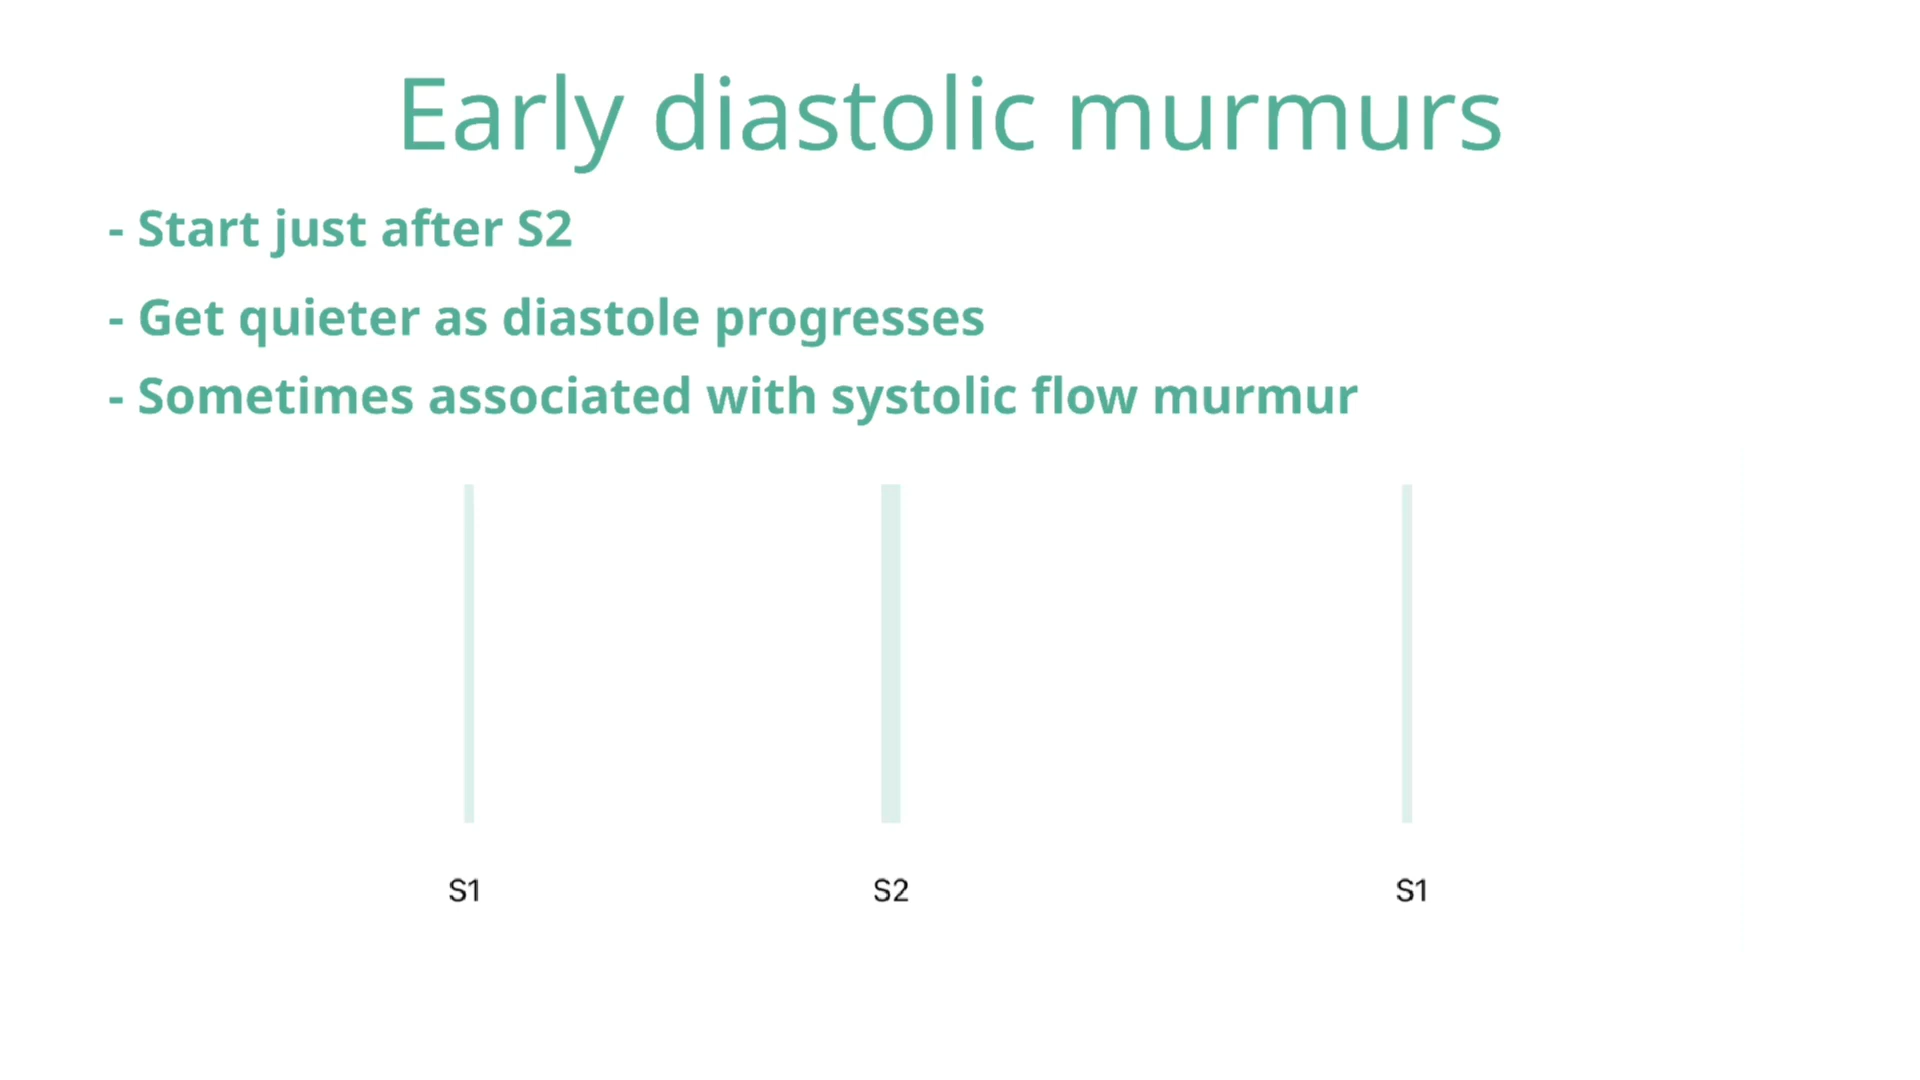 Early diastolic murmurs
- Start just after S2
- Get quieter as diastole progresses
- Sometimes associated with systolic flow murmur
S1 S2 S1